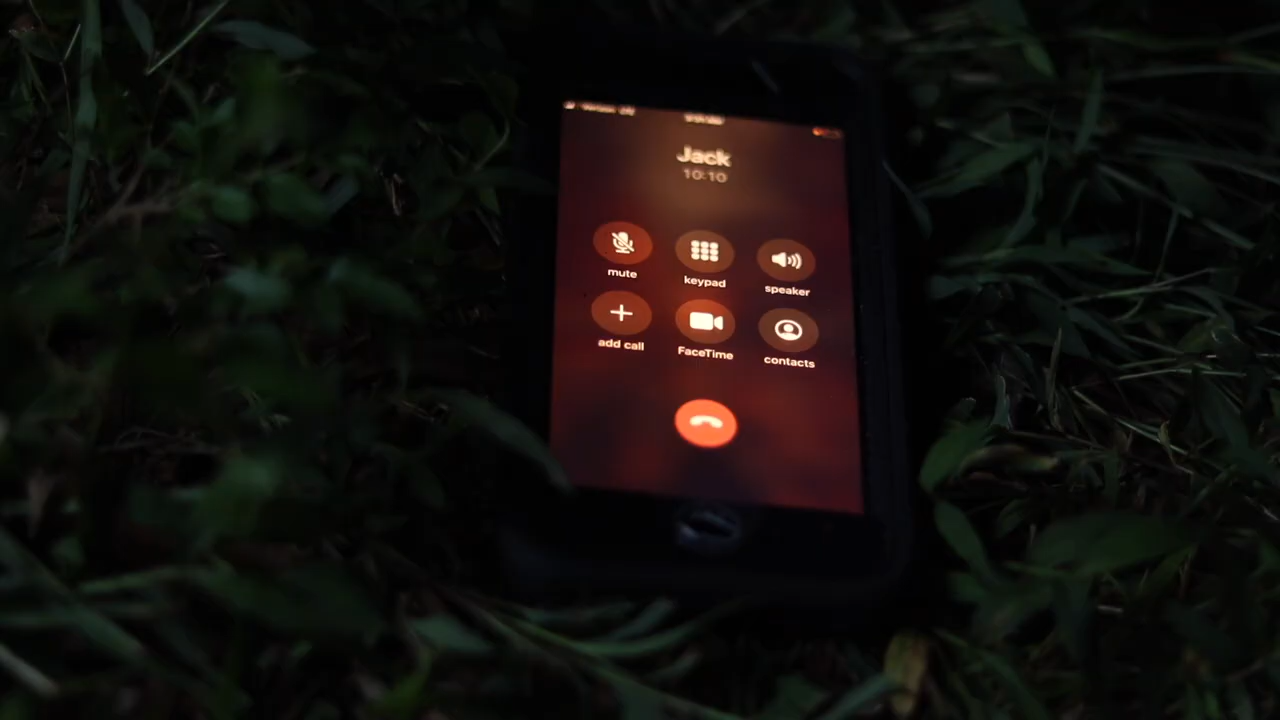 Jack
10:10
mute
keypad
speaker
add call
FaceTime
contacts